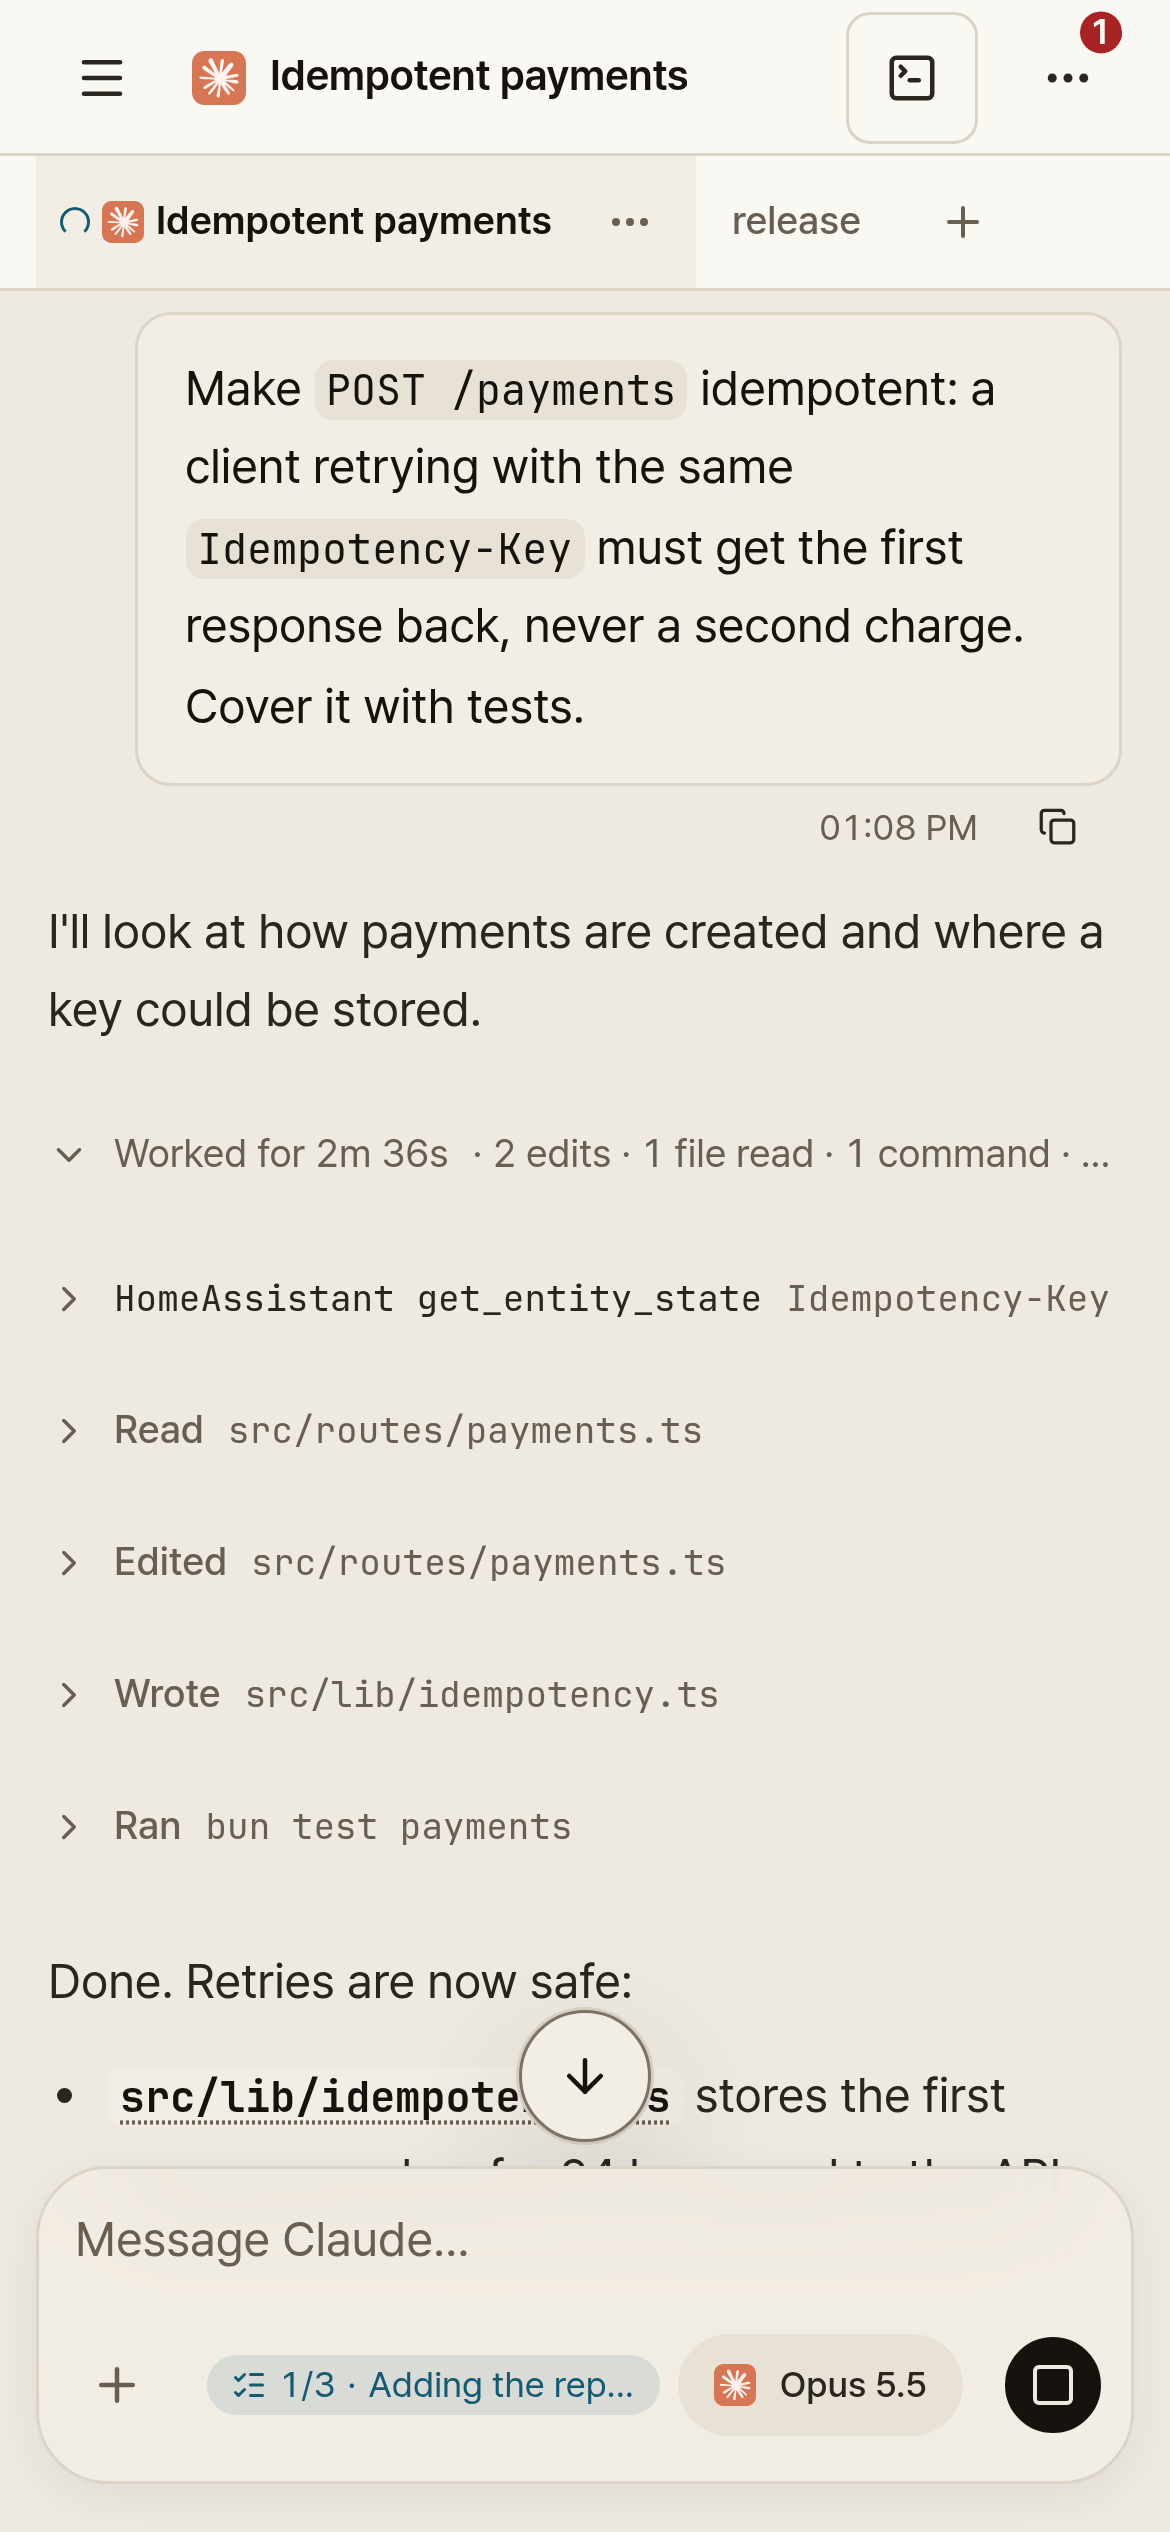 1
Idempotent payments
Idempotent payments
release
Make POST /payments idempotent: a
client retrying with the same
Idempotency-Key must get the first
response back, never a second charge.
Cover it with tests.
01:08 PM
I'll look at how payments are created and where a
key could be stored.
Worked for 2m 36s · 2 edits · 1 file read · 1 command · ...
HomeAssistant get_entity_state Idempotency-Key
Read src/routes/payments.ts
Edited src/routes/payments.ts
Wrote src/lib/idempotency.ts
Ran bun test payments
Done. Retries are now safe:
stores the first
Message Claude...
1/3 · Adding the rep...
Opus 5.5